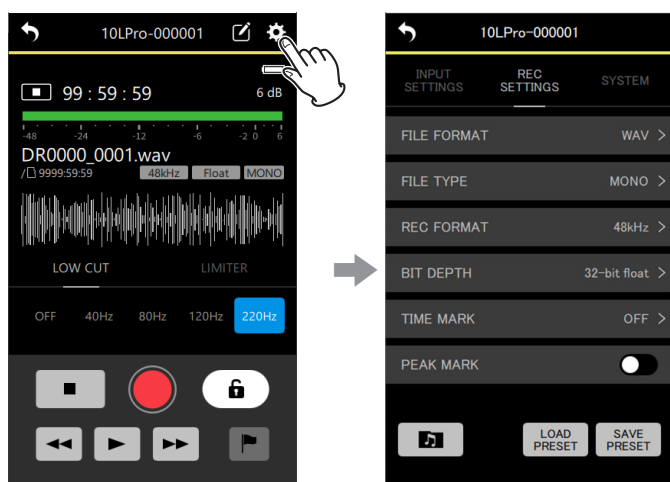 10LPro-000001
99 : 59 : 59
6 dB
-48 -24 -12 -6 -2 0 6
DR0000_0001.wav
/ 9999:59:59 48kHz Float MONO
LOW CUT LIMITER
OFF 40Hz 80Hz 120Hz 220Hz
10LPro-000001
INPUT SETTINGS
REC SETTINGS
SYSTEM
FILE FORMAT WAV >
FILE TYPE MONO >
REC FORMAT 48kHz >
BIT DEPTH 32-bit float >
TIME MARK OFF >
PEAK MARK
LOAD PRESET
SAVE PRESET